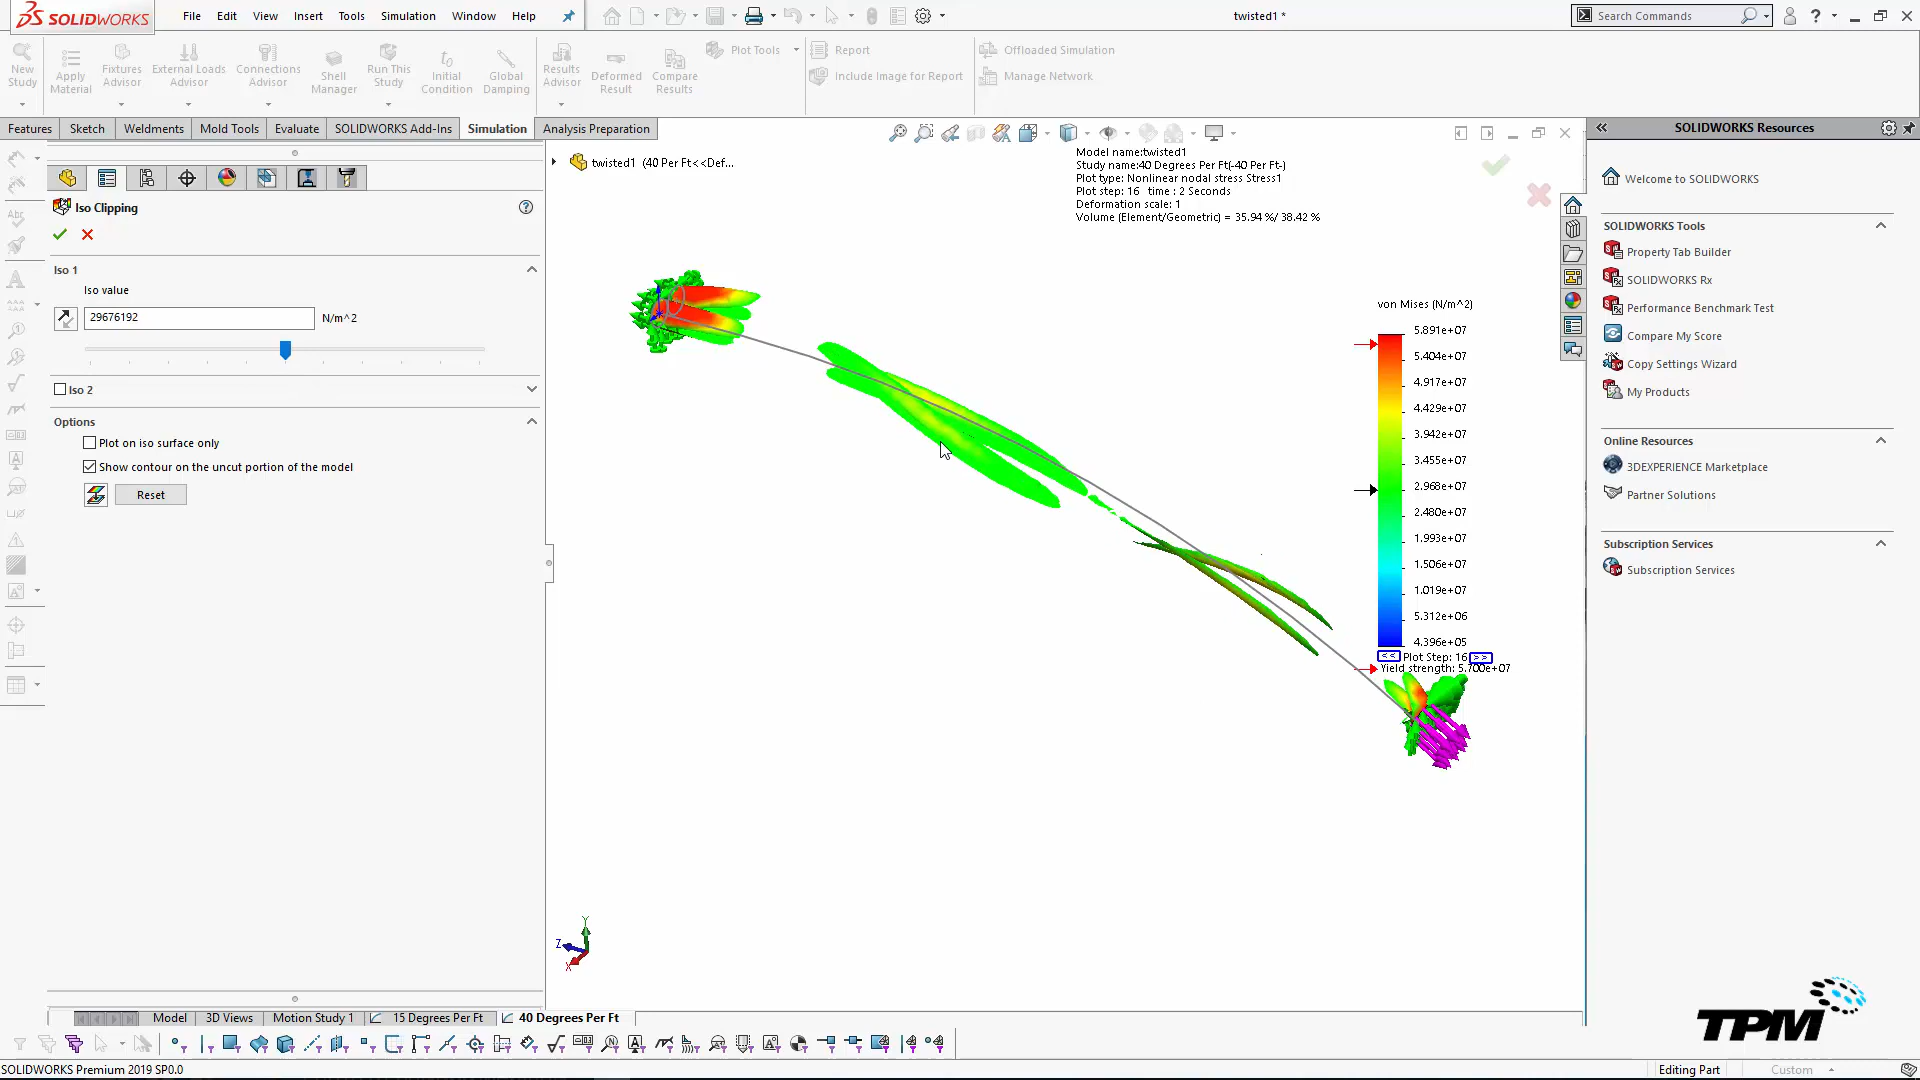 SOLIDWORKS
File Edit View Insert Tools Simulation Window Help
twisted1 *
Search Commands
New Study
Apply Material
Fixtures Advisor
External Loads Advisor
Connections Advisor
Shell Manager
Run This Study
Initial Condition
Global Damping
Results Advisor
Deformed Result
Compare Results
Plot Tools
Report
Include Image for Report
Offloaded Simulation
Manage Network
Features Sketch Weldments Mold Tools Evaluate SOLIDWORKS Add-Ins Simulation Analysis Preparation
Iso Clipping
Iso 1
Iso value
29676192 N/m^2
Iso 2
Options
Plot on iso surface only
Show contour on the uncut portion of the model
Reset
twisted1 (40 Per Ft<<Def...
Model name:twisted1
Study name:40 Degrees Per Ft(-40 Per Ft-)
Plot type: Nonlinear nodal stress Stress1
Plot step: 16 time : 2 Seconds
Deformation scale: 1
Volume (Element/Geometric) = 35.94 %/ 38.42 %
von Mises (N/m^2)
5.891e+07
5.404e+07
4.917e+07
4.429e+07
3.942e+07
3.455e+07
2.968e+07
2.480e+07
1.993e+07
1.506e+07
1.019e+07
5.312e+06
4.396e+05
<< Plot Step: 16 >>
Yield strength: 5.700e+07
Y
Z
X
SOLIDWORKS Resources
Welcome to SOLIDWORKS
SOLIDWORKS Tools
Property Tab Builder
SOLIDWORKS Rx
Performance Benchmark Test
Compare My Score
Copy Settings Wizard
My Products
Online Resources
3DEXPERIENCE Marketplace
Partner Solutions
Subscription Services
Subscription Services
TPM
Model 3D Views Motion Study 1 15 Degrees Per Ft 40 Degrees Per Ft
SOLIDWORKS Premium 2019 SP0.0
Editing Part
Custom